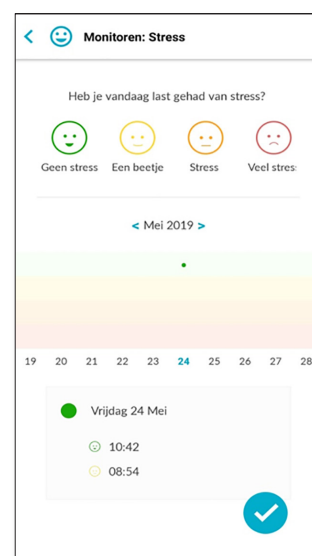 Monitoren: Stress
Heb je vandaag last gehad van stress?
Geen stress Een beetje Stress Veel stres
< Mei 2019 >
19 20 21 22 23 24 25 26 27 28
Vrijdag 24 Mei
10:42
08:54